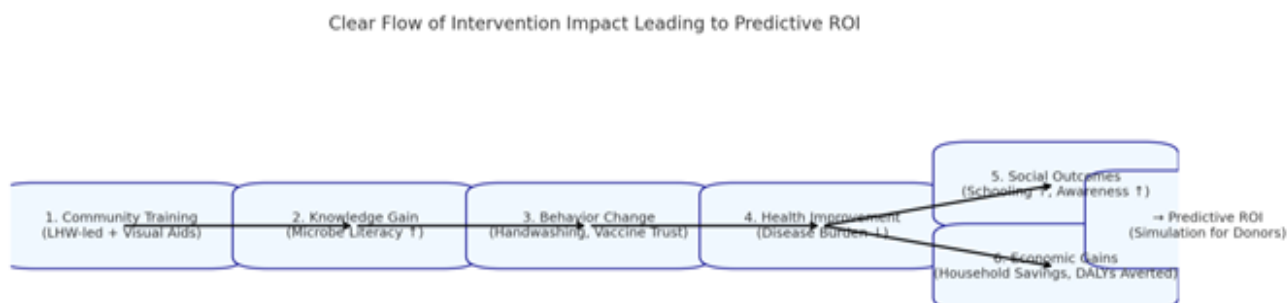 Clear Flow of Intervention Impact Leading to Predictive ROI
1. Community Training
(LHW-led + Visual Aids)
2. Knowledge Gain
(Microbe Literacy ↑)
3. Behavior Change
(Handwashing, Vaccine Trust)
4. Health Improvement
(Disease Burden ↓)
5. Social Outcomes
(Schooling ↑, Awareness ↑)
6. Economic Gains
(Household Savings, DALYs Averted)
→ Predictive ROI
(Simulation for Donors)